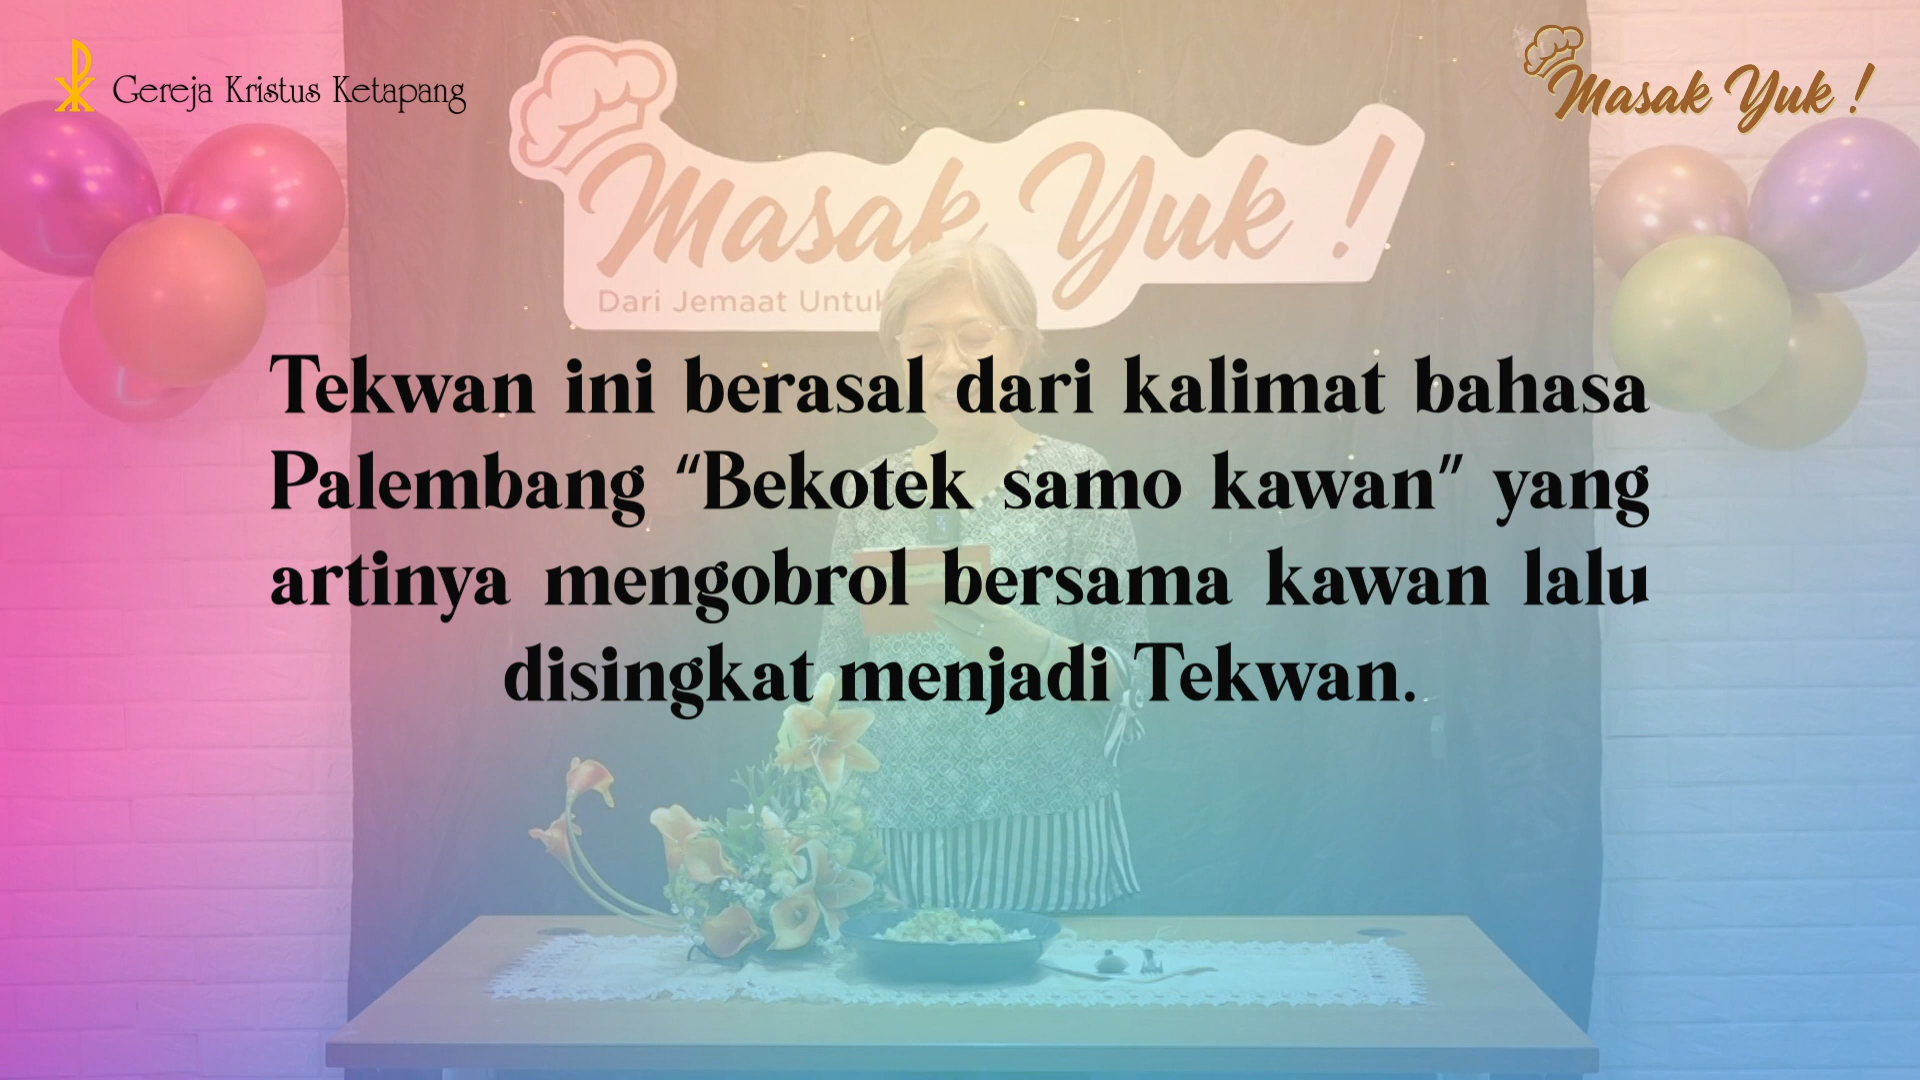 Gereja Kristus Ketapang
Masak Yuk !
Masak Yuk !
Dari Jemaat Untuk
Tekwan ini berasal dari kalimat bahasa
Palembang “Bekotek samo kawan” yang
artinya mengobrol bersama kawan lalu
disingkat menjadi Tekwan.